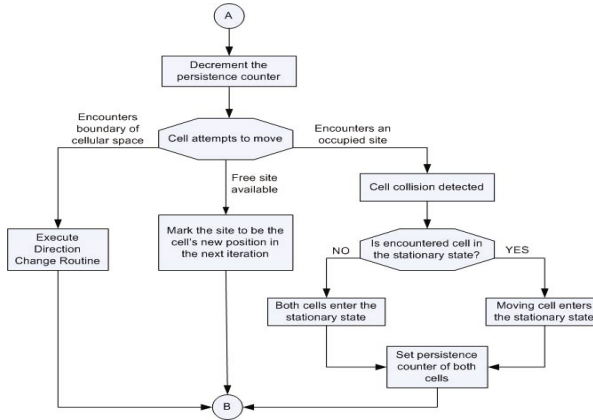 A
Decrement the
persistence counter
Encounters
boundary of
cellular space
Cell attempts to move
Encounters an
occupied site
Free site
available
Cell collision detected
Execute
Direction
Change Routine
Mark the site to be the
cell's new position in
the next iteration
NO
Is encountered cell in
the stationary state?
YES
Both cells enter the
stationary state
Moving cell enters
the stationary state
Set persistence
counter of both
cells
B